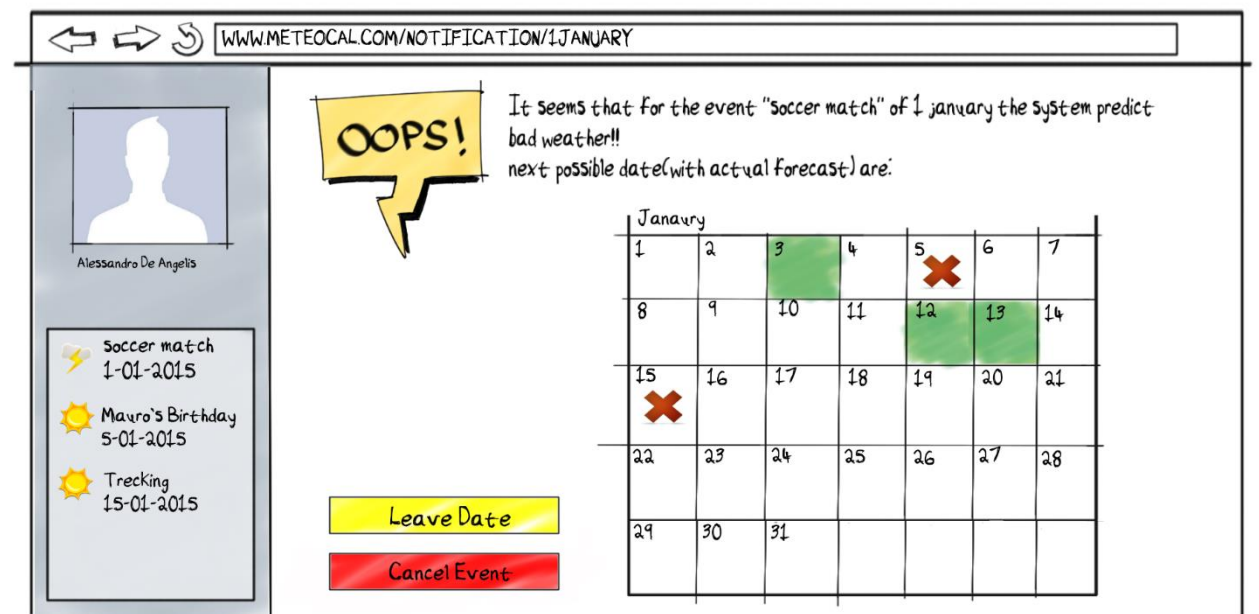 WWW.METEOCAL.COM/NOTIFICATION/1JANUARY
Alessandro De Angelis
Soccer match
1-01-2015
Mauro's Birthday
5-01-2015
Trecking
15-01-2015
OOPS!
It seems that for the event "soccer match" of 1 january the system predict
bad weather!!
next possible date(with actual forecast) are:
Janaury
1 2 3 4 5 6 7
8 9 10 11 12 13 14
15 16 17 18 19 20 21
22 23 24 25 26 27 28
29 30 31
Leave Date
Cancel Event